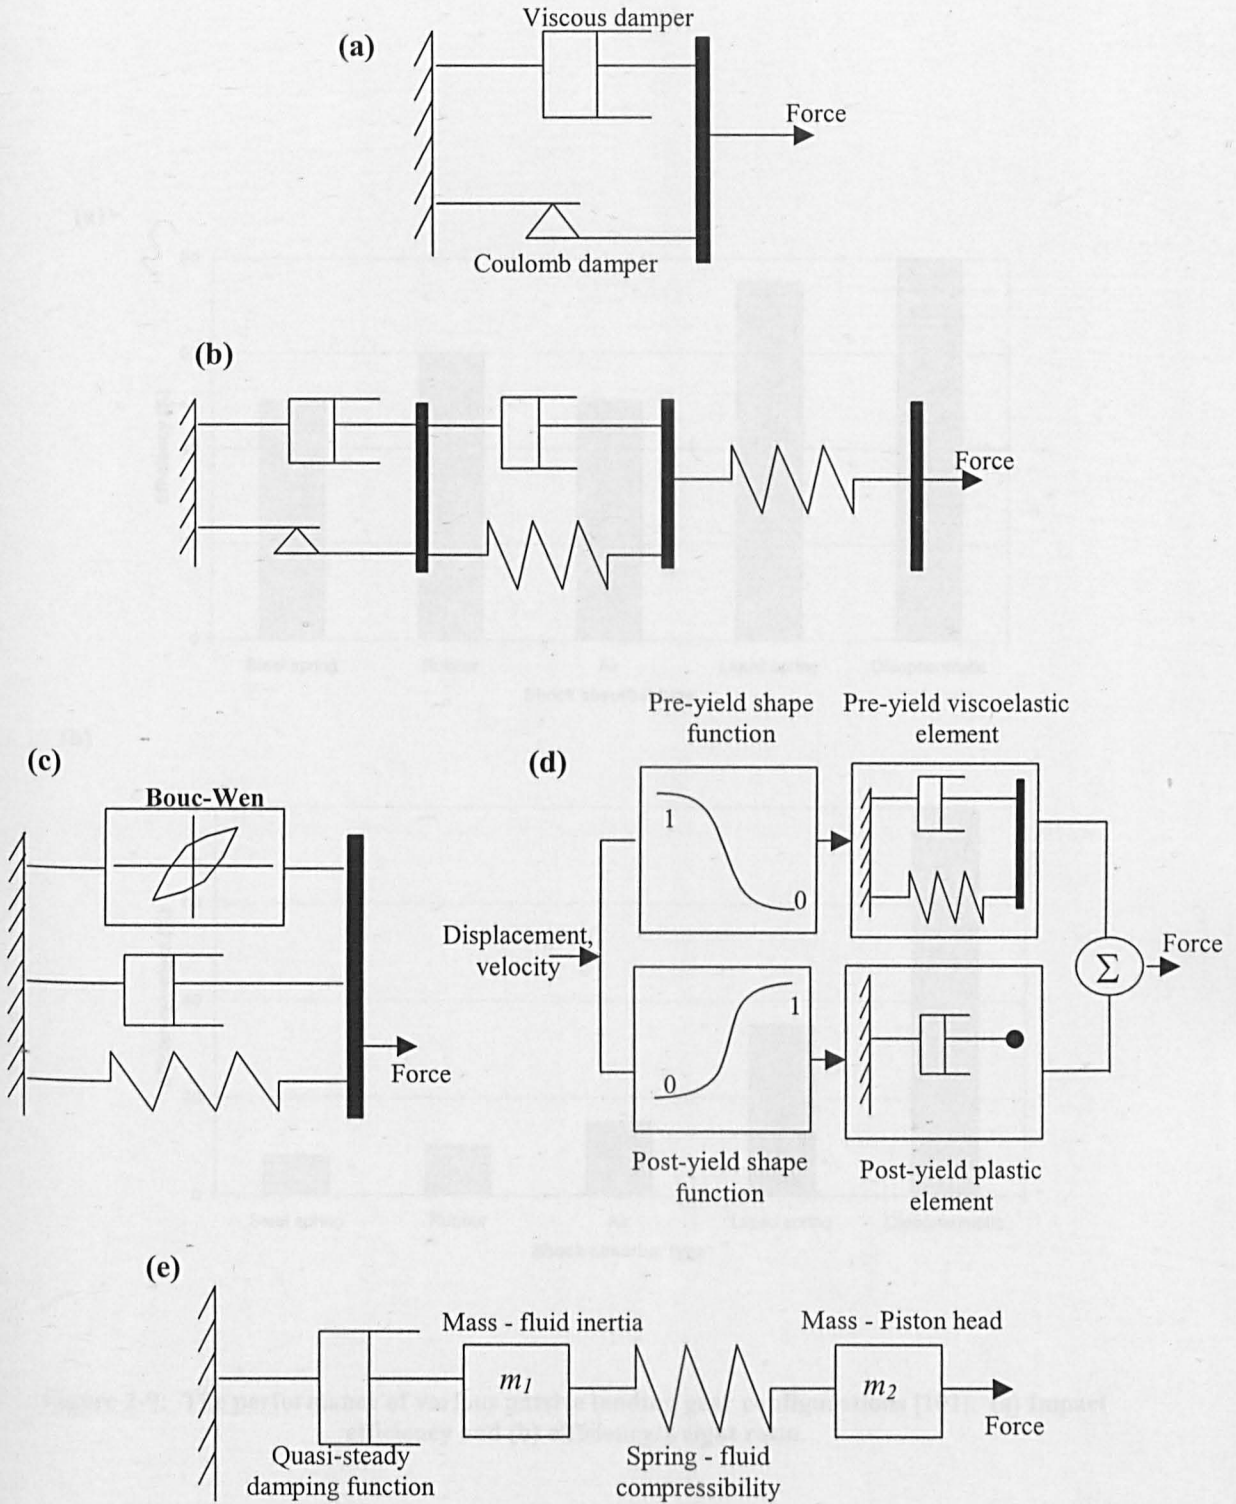 Viscous damper
(a)
Force
Coulomb damper
(b)
Force
Pre-yield shape
function
Pre-yield viscoelastic
element
(c)
(d)
Bouc-Wen
1
0
Displacement,
velocity
Σ
Force
1
0
Force
Post-yield shape
function
Post-yield plastic
element
(e)
Mass - fluid inertia
Mass - Piston head
m1
m2
Force
Quasi-steady
damping function
Spring - fluid
compressibility